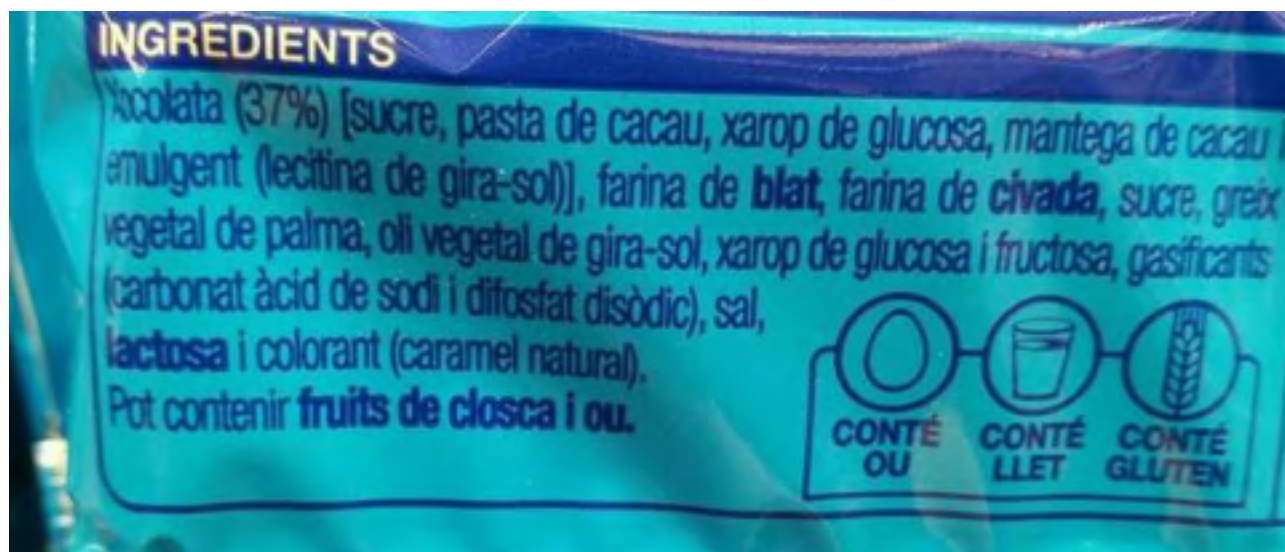 INGREDIENTS
Xocolata (37%) [sucre, pasta de cacau, xarop de glucosa, mantega de cacau i
emulgent (lecitina de gira-sol)], farina de blat, farina de civada, sucre, greix
vegetal de palma, oli vegetal de gira-sol, xarop de glucosa i fructosa, gasificants
(carbonat àcid de sodi i difosfat disòdic), sal,
lactosa i colorant (caramel natural).
Pot contenir fruits de closca i ou.
CONTÉ OU
CONTÉ LLET
CONTÉ GLUTEN